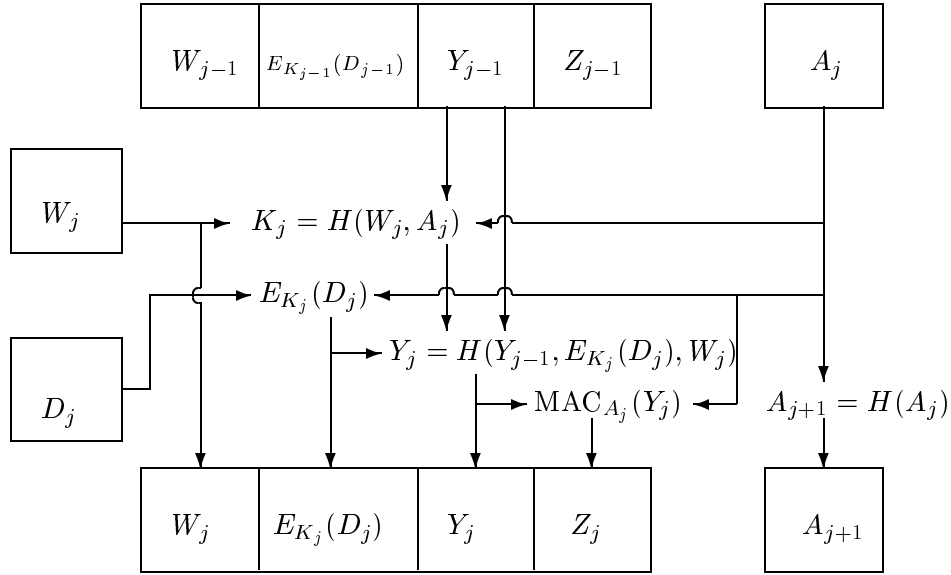 W_{j−1} E_{K_{j−1}}(D_{j−1}) Y_{j−1} Z_{j−1} A_j
W_j K_j = H(W_j, A_j)
E_{K_j}(D_j)
Y_j = H(Y_{j−1}, E_{K_j}(D_j), W_j)
D_j MAC_{A_j}(Y_j) A_{j+1} = H(A_j)
W_j E_{K_j}(D_j) Y_j Z_j A_{j+1}